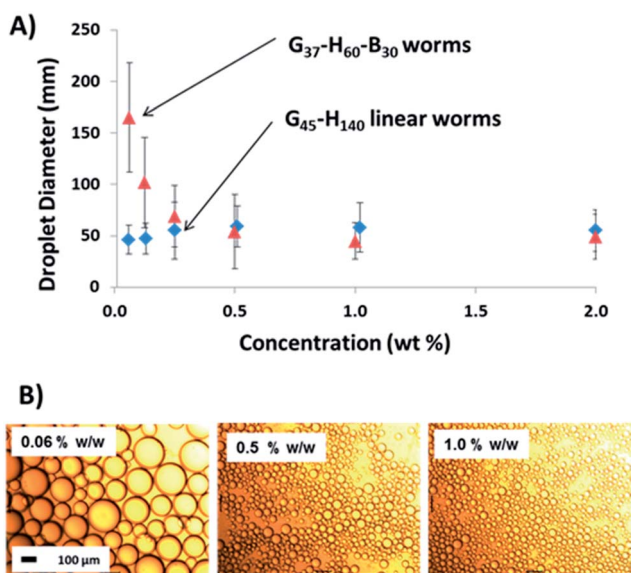 A)
Droplet Diameter (mm)
250
200
150
100
50
0
G37-H60-B30 worms
G45-H140 linear worms
0.0
0.5
1.0
1.5
2.0
Concentration (wt %)
B)
0.06 % w/w
100 µm
0.5 % w/w
1.0 % w/w